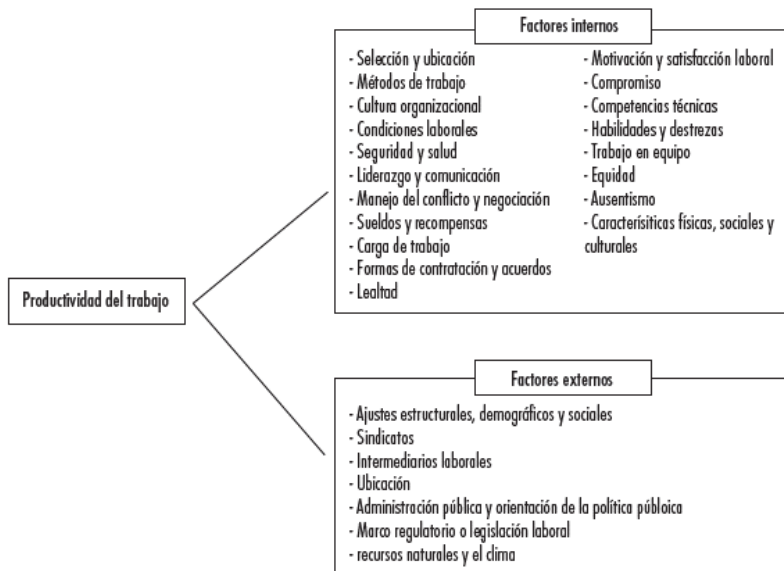 Factores internos
- Selección y ubicación
- Métodos de trabajo
- Cultura organizacional
- Condiciones laborales
- Seguridad y salud
- Liderazgo y comunicación
- Manejo del conflicto y negociación
- Sueldos y recompensas
- Carga de trabajo
- Formas de contratación y acuerdos
- Lealtad
- Motivación y satisfacción laboral
- Compromiso
- Competencias técnicas
- Habilidades y destrezas
- Trabajo en equipo
- Equidad
- Ausentismo
- Caracterísiticas físicas, sociales y
culturales
Productividad del trabajo
Factores externos
- Ajustes estructurales, demográficos y sociales
- Sindicatos
- Intermediarios laborales
- Ubicación
- Administración pública y orientación de la política públoica
- Marco regulatorio o legislación laboral
- recursos naturales y el clima